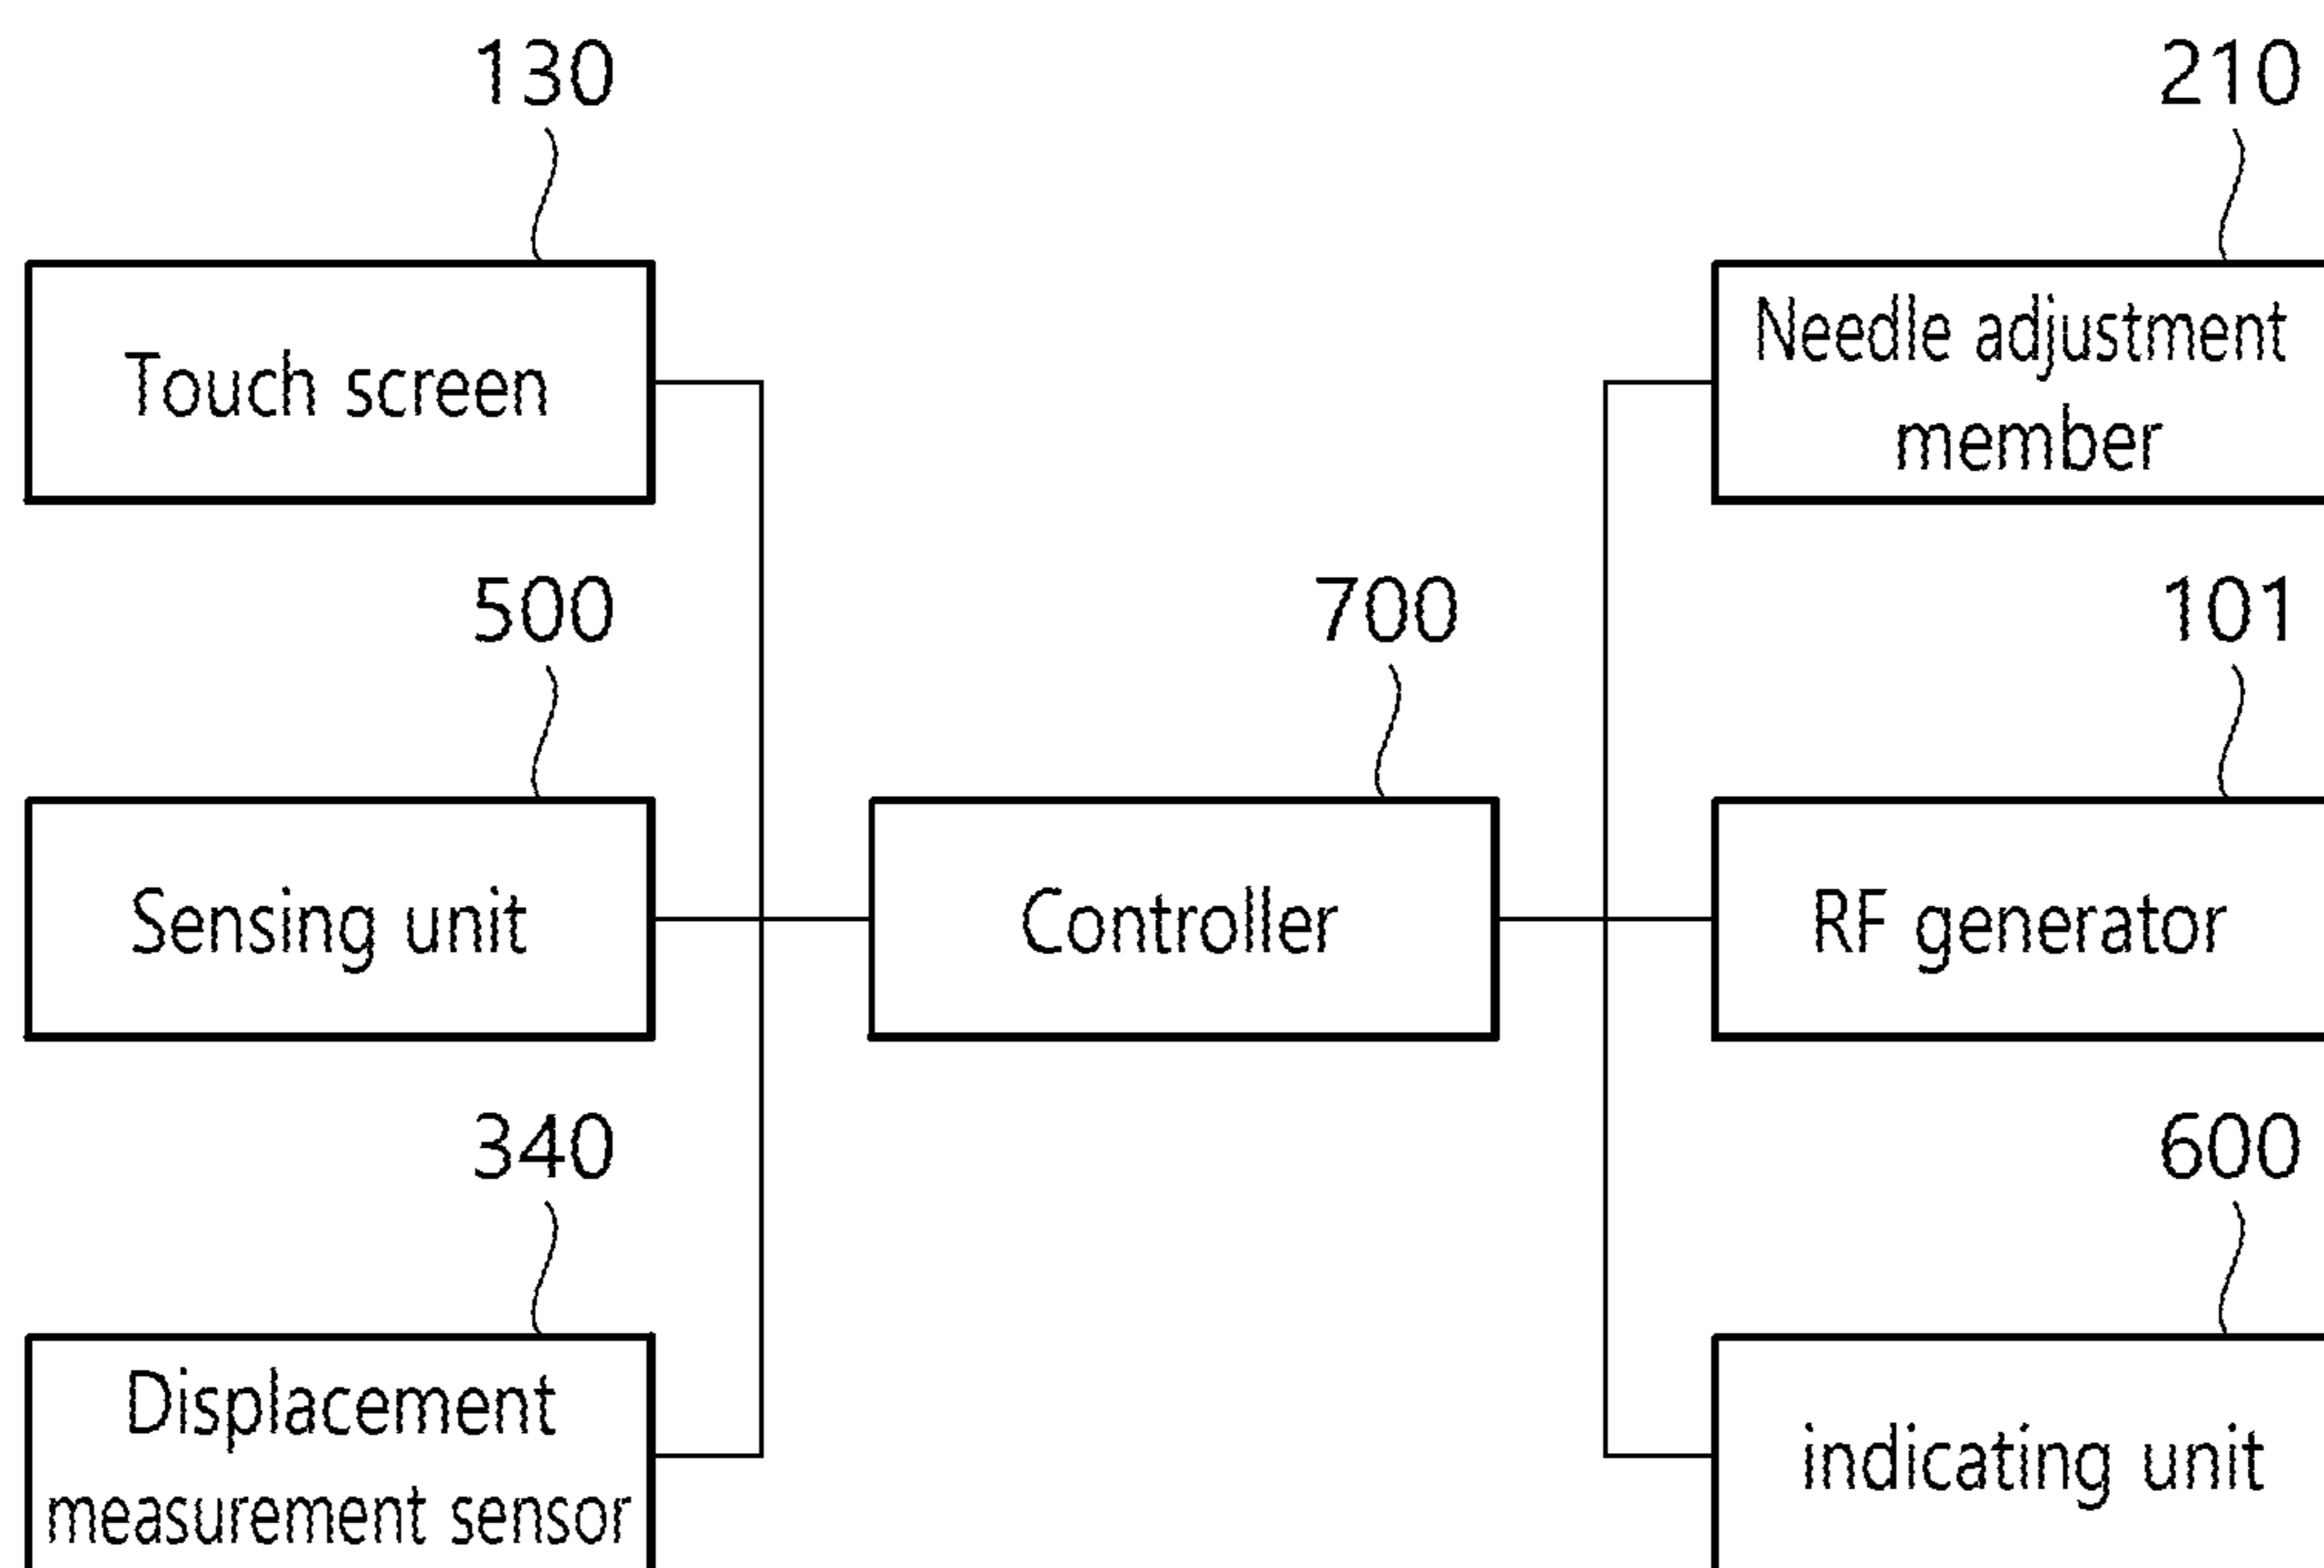 130
210
Touch screen
Needle adjustment
member
500
700
101
Sensing unit
Controller
RF generator
340
600
Displacement
measurement sensor
indicating unit